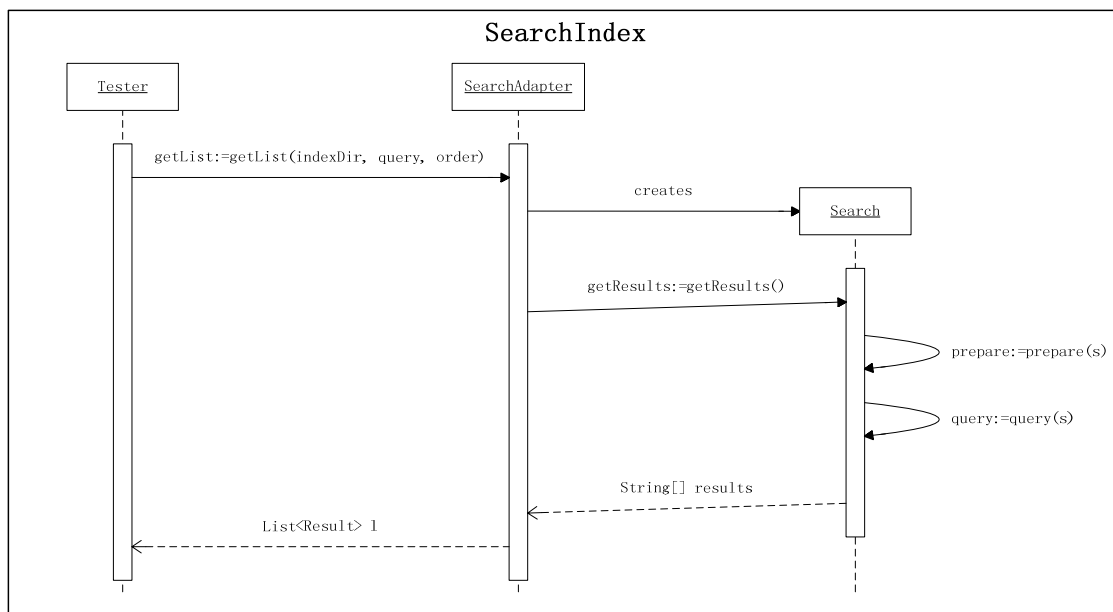 SearchIndex
Tester
SearchAdapter
getList:=getList(indexDir, query, order)
creates
Search
getResults:=getResults()
prepare:=prepare(s)
query:=query(s)
String[] results
List<Result> l